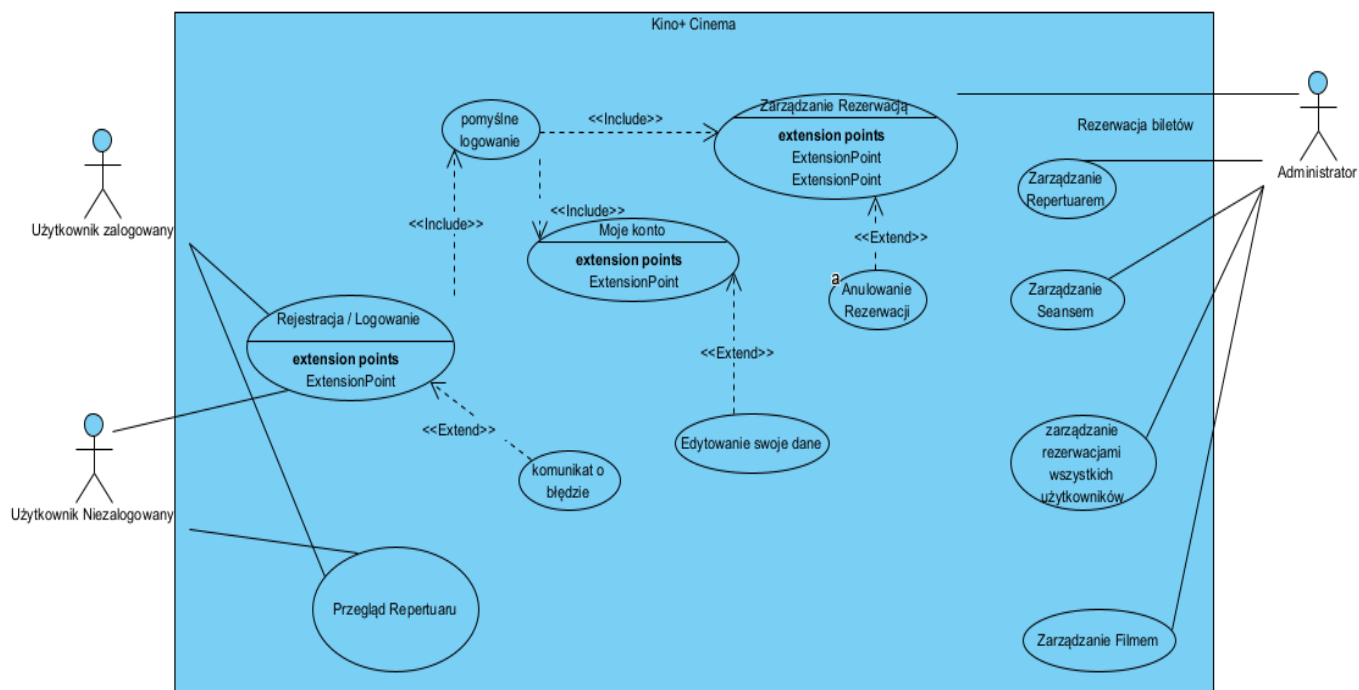 Kino+ Cinema
pomyślne
logowanie
<<Include>>
Zarządzanie Rezerwacją
extension points
ExtensionPoint
ExtensionPoint
Rezerwacja biletów
Administrator
Zarządzanie
Repertuarem
Użytkownik zalogowany
<<Include>>
<<Include>>
Moje konto
extension points
ExtensionPoint
<<Extend>>
a
Anulowanie
Rezerwacji
Zarządzanie
Seansem
Rejestracja / Logowanie
extension points
ExtensionPoint
<<Extend>>
<<Extend>>
Edytowanie swoje dane
komunikat o
błędzie
zarządzanie
rezerwacjami
wszystkich
użytkowników
Użytkownik Niezalogowany
Przegląd Repertuaru
Zarządzanie Filmem